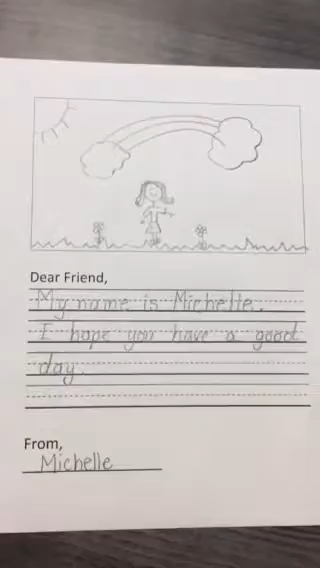 Dear Friend,
My name is Michelle.
I hope you have a good
day.
From,
Michelle